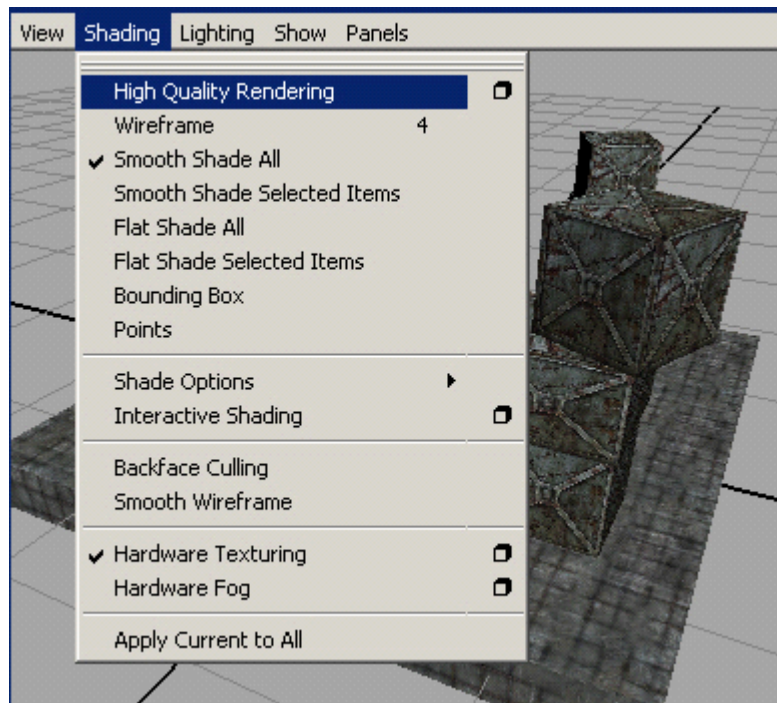 View Shading Lighting Show Panels
High Quality Rendering
Wireframe 4
Smooth Shade All
Smooth Shade Selected Items
Flat Shade All
Flat Shade Selected Items
Bounding Box
Points
Shade Options
Interactive Shading
Backface Culling
Smooth Wireframe
Hardware Texturing
Hardware Fog
Apply Current to All